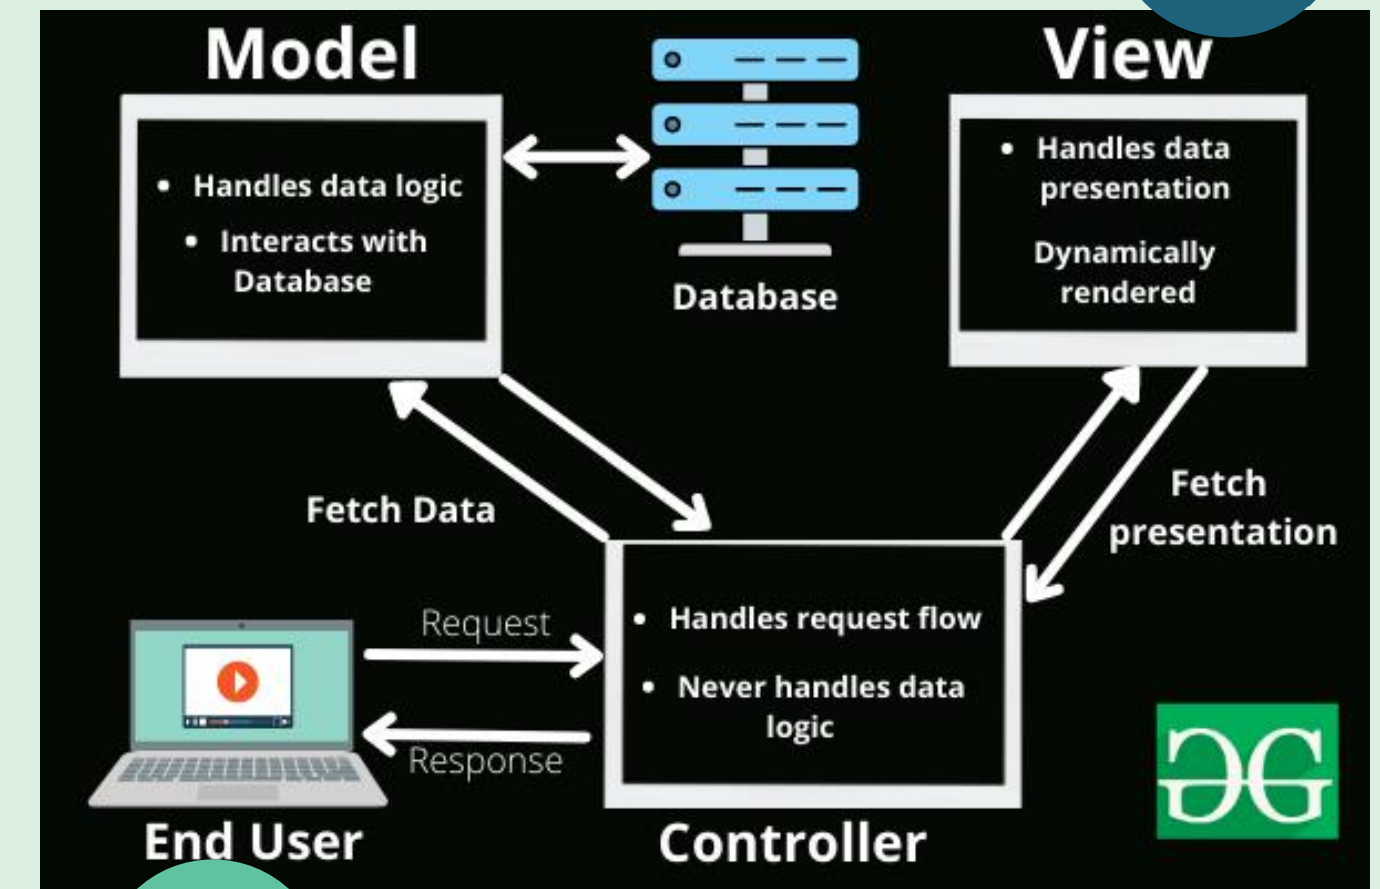 Model
View
• Handles data logic
• Interacts with
Database
Database
• Handles data
presentation
Dynamically
rendered
Fetch Data
Fetch
presentation
Request
Response
• Handles request flow
• Never handles data
logic
End User
Controller